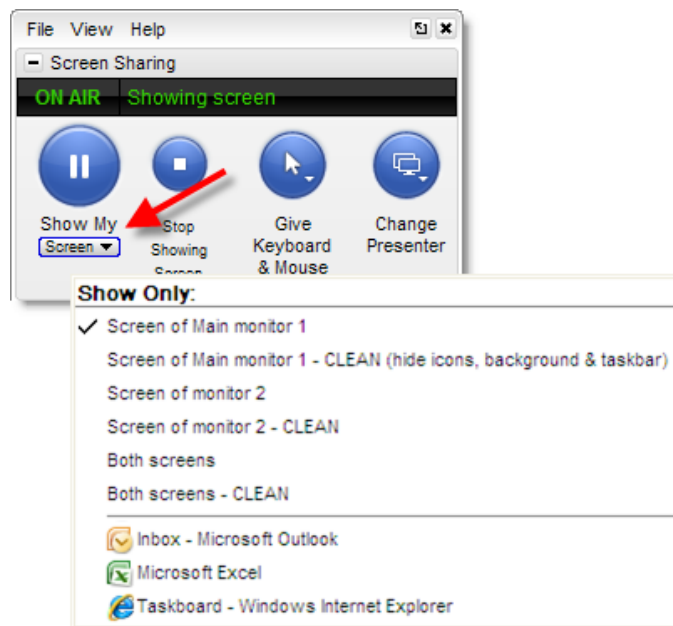 File View Help
Screen Sharing
ON AIR Showing screen
Show My
Screen
Stop
Showing
Screen
Give
Keyboard
& Mouse
Change
Presenter
Show Only:
Screen of Main monitor 1
Screen of Main monitor 1 - CLEAN (hide icons, background & taskbar)
Screen of monitor 2
Screen of monitor 2 - CLEAN
Both screens
Both screens - CLEAN
Inbox - Microsoft Outlook
Microsoft Excel
Taskboard - Windows Internet Explorer